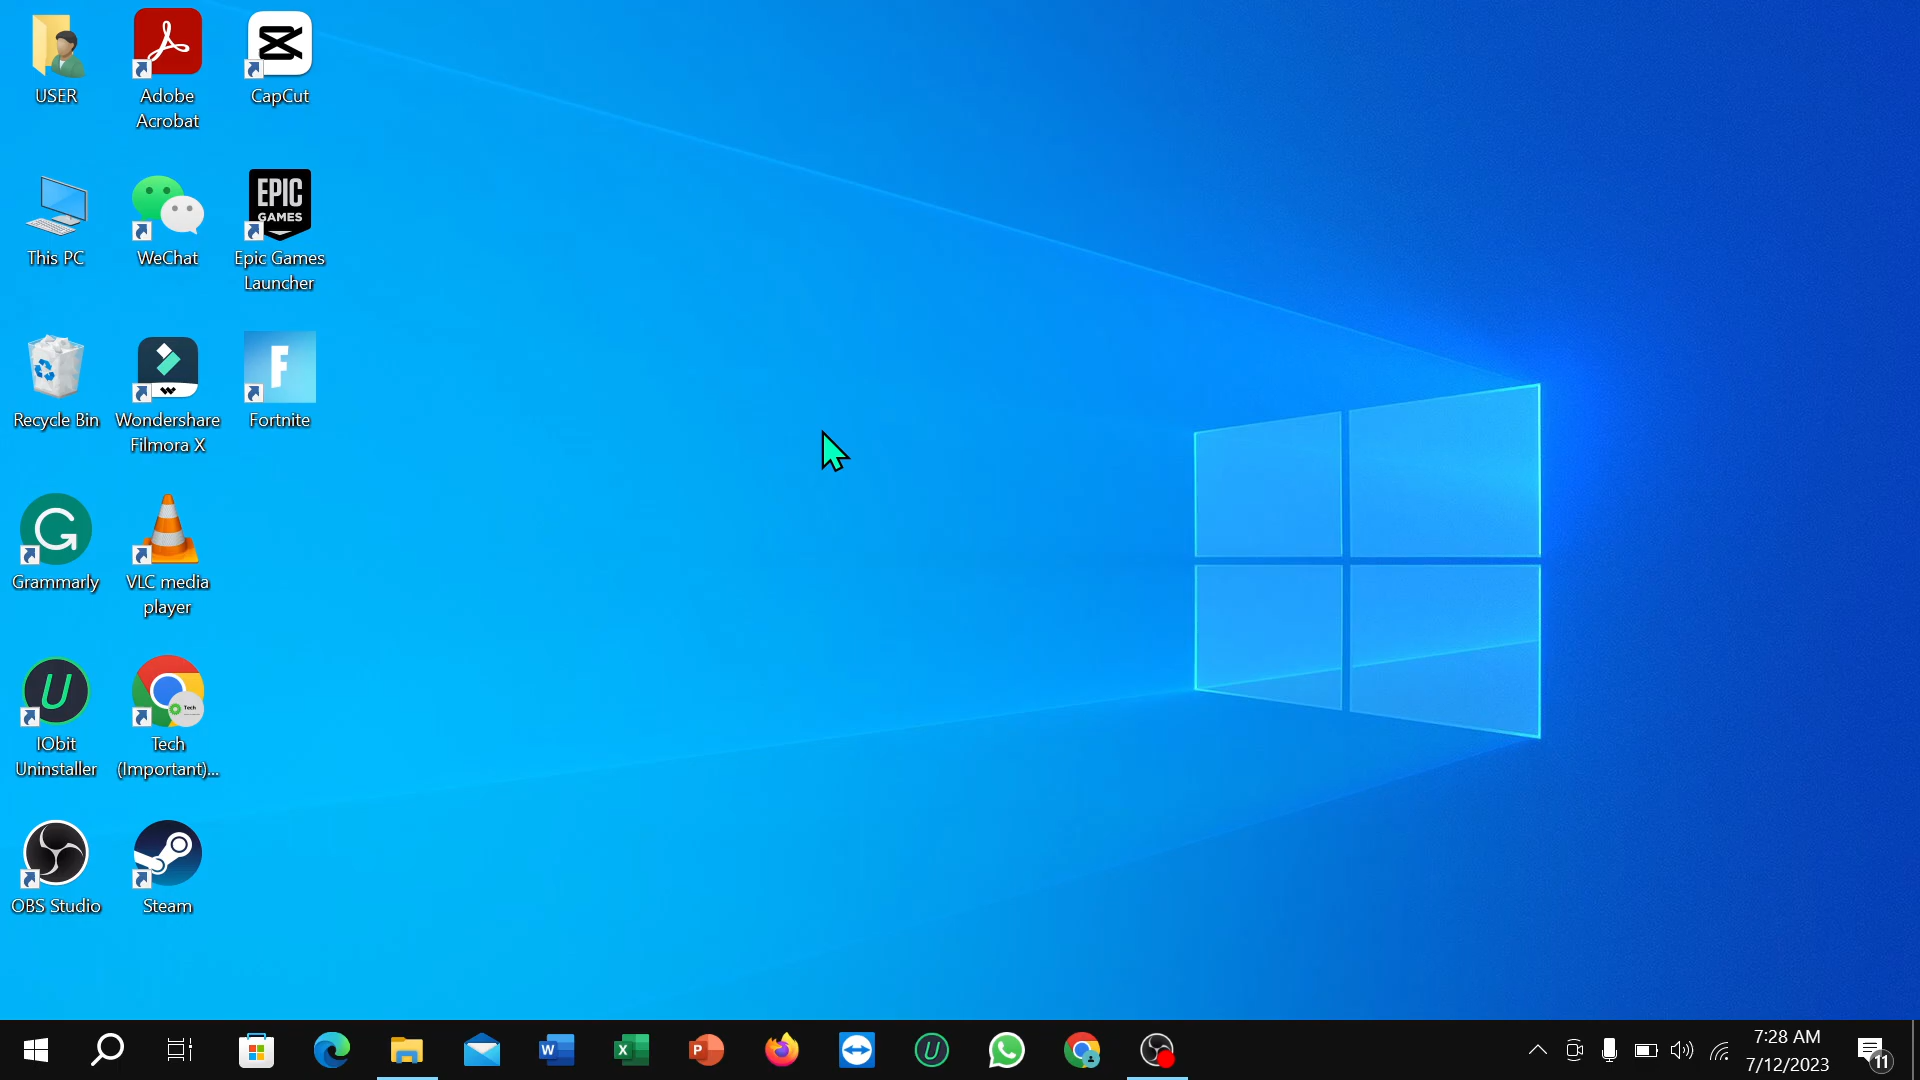 USER
Adobe
Acrobat
CapCut
This PC
WeChat
EPIC
GAMES
Epic Games
Launcher
Recycle Bin
Wondershare
Filmora X
F
Fortnite
G
Grammarly
VLC media
player
U
IObit
Uninstaller
Tech
Tech
(Important)...
OBS Studio
Steam
W
X
P
U
7:28 AM
7/12/2023
11